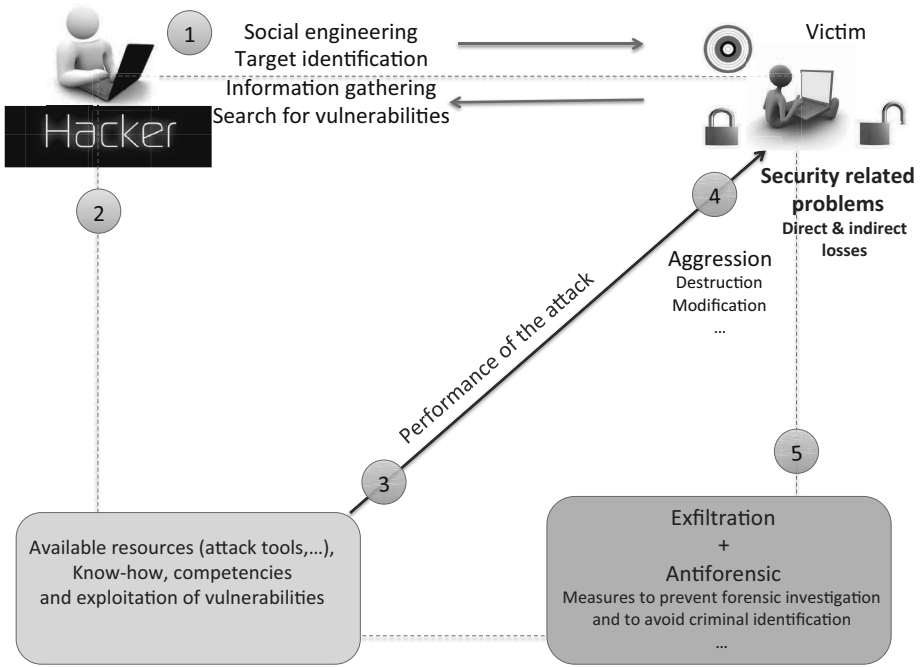 1
Social engineering
Target identification
Information gathering
Search for vulnerabilities
Victim
Hacker
2
4
Security related
problems
Direct & indirect
losses
Aggression
Destruction
Modification
...
Performance of the attack
3
5
Available resources (attack tools,...),
Know-how, competencies
and exploitation of vulnerabilities
Exfiltration
+
Antiforensic
Measures to prevent forensic investigation
and to avoid criminal identification
...